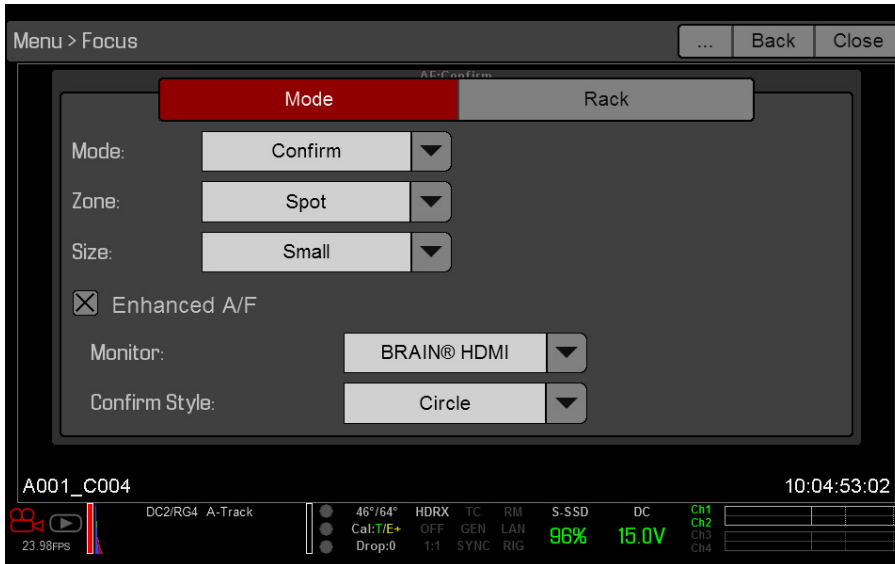 Menu > Focus
... Back Close
AF:Confirm
Mode Rack
Mode: Confirm
Zone: Spot
Size: Small
Enhanced A/F
Monitor: BRAIN® HDMI
Confirm Style: Circle
A001_C004 10:04:53:02
DC2/RG4 A-Track 46°/64° HDRX TC RM S-SSD DC Ch1
Cal:T/E+ OFF GEN LAN 96% 15.0V Ch2
23.98FPS Drop:0 1:1 SYNC RIG Ch3
Ch4